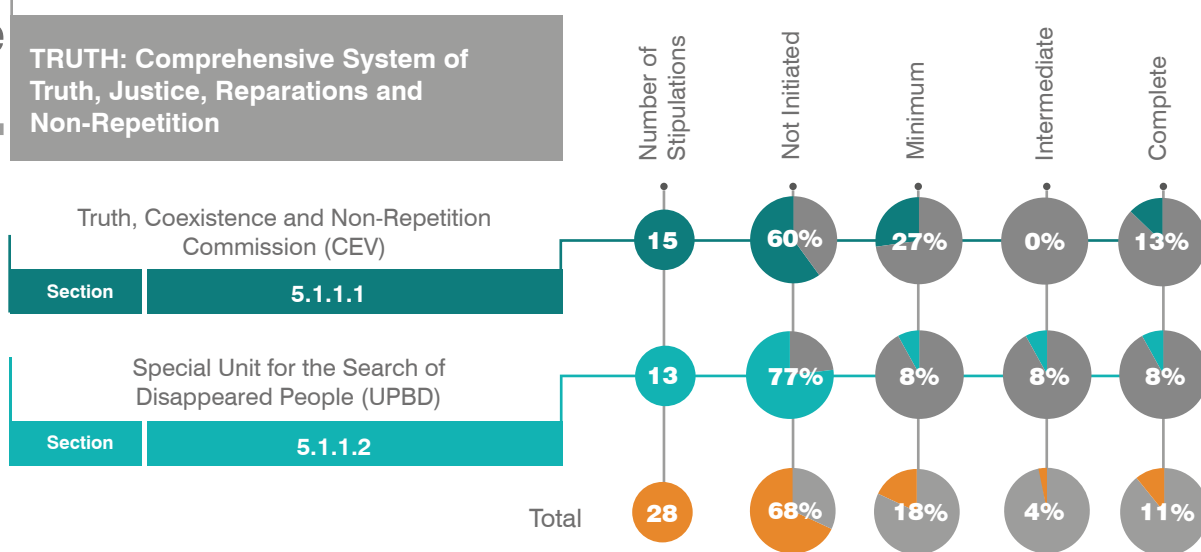 e
TRUTH: Comprehensive System of
Truth, Justice, Reparations and
Non-Repetition
Number of
Stipulations
Not Initiated
Minimum
Intermediate
Complete
Truth, Coexistence and Non-Repetition
Commission (CEV)
Section 5.1.1.1
15 60% 27% 0% 13%
Special Unit for the Search of
Disappeared People (UPBD)
Section 5.1.1.2
13 77% 8% 8% 8%
Total 28 68% 18% 4% 11%